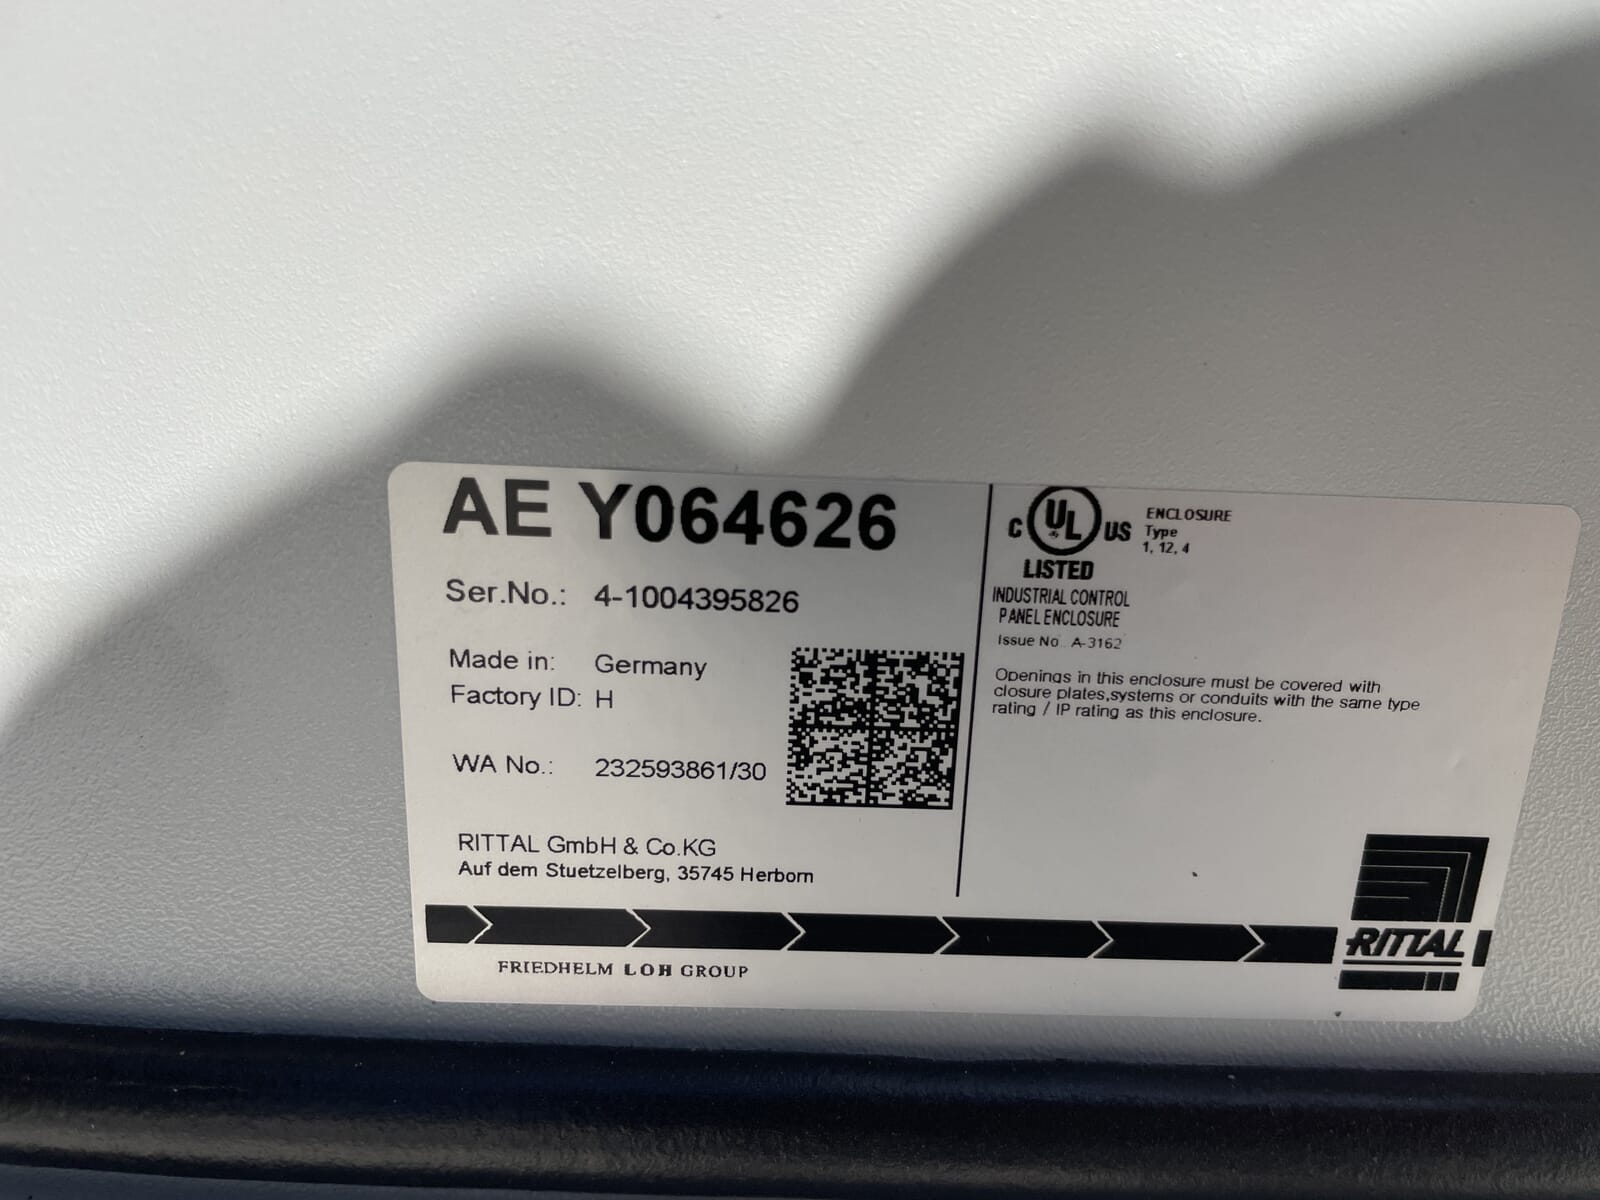 AE Y064626
Ser.No.: 4-1004395826
Made in: Germany
Factory ID: H
WA No.: 232593861/30
RITTAL GmbH & Co.KG
Auf dem Stuetzelberg, 35745 Herborn
FRIEDHELM LOH GROUP
C UL US
LISTED
ENCLOSURE
Type
1, 12, 4
INDUSTRIAL CONTROL
PANEL ENCLOSURE
Issue No.. A-3162
Openings in this enclosure must be covered with
closure plates,systems or conduits with the same type
rating / IP rating as this enclosure.
RITTAL